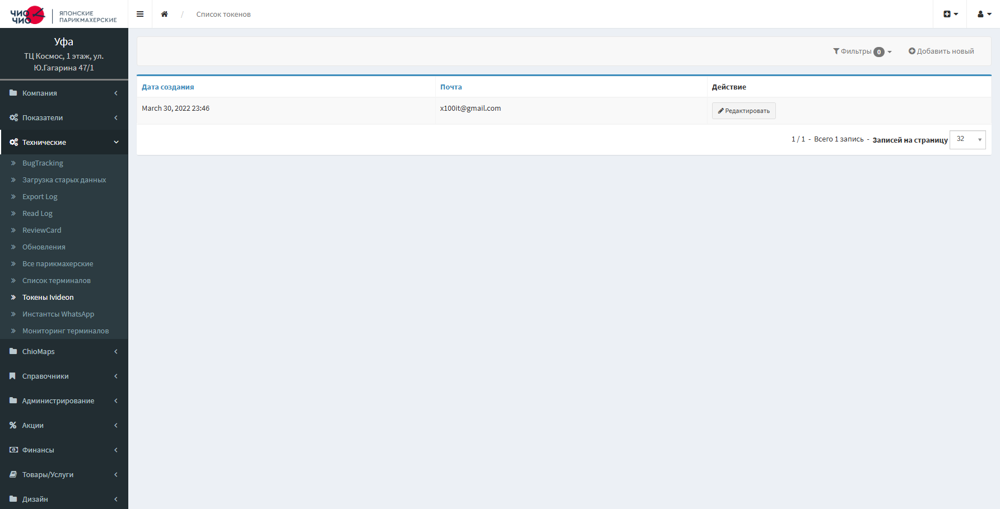 ЧИО ЧИО
ЯПОНСКИЕ
ПАРИКМАХЕРСКИЕ
/ Список токенов
Уфа
ТЦ Космос, 1 этаж, ул.
Ю.Гагарина 47/1
Компания
Показатели
Технические
BugTracking
Загрузка старых данных
Export Log
Read Log
ReviewCard
Обновления
Все парикмахерские
Список терминалов
Токены Ivideon
Инстантсы WhatsApp
Мониторинг терминалов
ChioMaps
Справочники
Администрирование
Акции
Финансы
Товары/Услуги
Дизайн
Фильтры 0 Добавить новый
Дата создания Почта Действие
March 30, 2022 23:46 x100it@gmail.com Редактировать
1 / 1 - Всего 1 запись - Записей на страницу 32